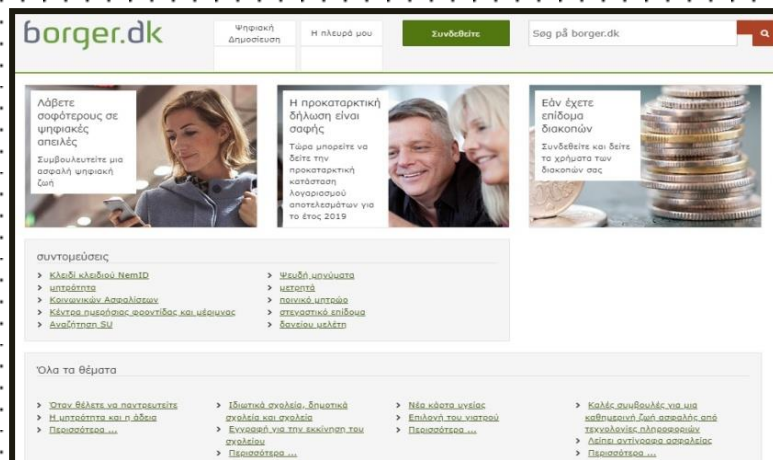 borger.dk
Ψηφιακή
Δημοσίευση
Η πλευρά μου
Συνδεθείτε
Søg på borger.dk
Λάβετε
σοφότερους σε
ψηφιακές
απειλές
Συμβουλευτείτε μια
ασφαλή ψηφιακή
ζωή
Η προκαταρκτική
δήλωση είναι
σαφής
Τώρα μπορείτε να
δείτε την
προκαταρκτική
κατάσταση
λογαριασμού
αποτελεσμάτων για
το έτος 2019
Εάν έχετε
επίδομα
διακοπών
Συνδεθείτε και δείτε
τα χρήματα των
διακοπών σας
συντομεύσεις
Κλειδί κλειδιού NemID
μητρότητα
Κοινωνικών Ασφαλίσεων
Κέντρα ημερήσιας φροντίδας και μέριμνας
Αναζήτηση SU
Ψευδή μηνύματα
μετρητά
ποινικό μητρώο
στεγαστικό επίδομα
δανείου μελέτη
Όλα τα θέματα
Όταν θέλετε να παντρευτείτε
Η μητρότητα και η άδεια
Περισσότερα ...
Ιδιωτικά σχολεία, δημοτικά
σχολεία και σχολεία
Εγγραφή για την εκκίνηση του
σχολείου
Περισσότερα ...
Νέα κάρτα υγείας
Επιλογή του γιατρού
Περισσότερα ...
Καλές συμβουλές για μια
καθημερινή ζωή ασφαλής από
τεχνολογίες πληροφοριών
Λείπει αντίγραφα ασφαλείας
Περισσότερα ...